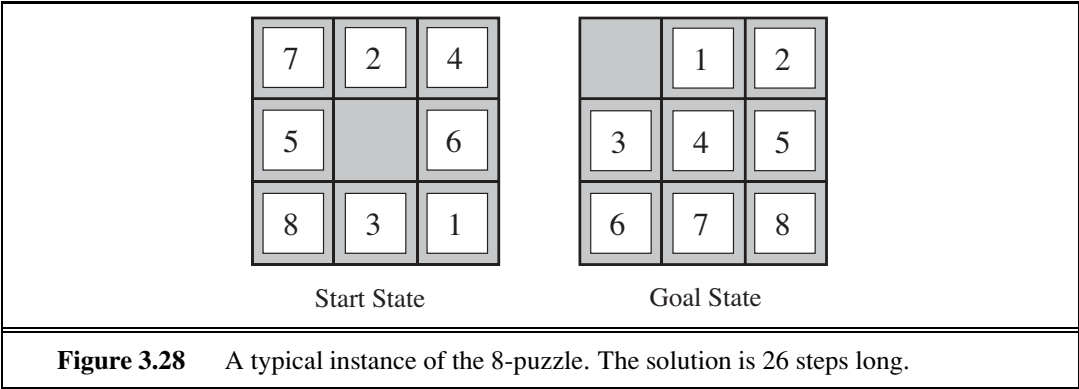 7 2 4
1 2
5 6
3 4 5
8 3 1
6 7 8
Start State
Goal State
Figure 3.28 A typical instance of the 8-puzzle. The solution is 26 steps long.